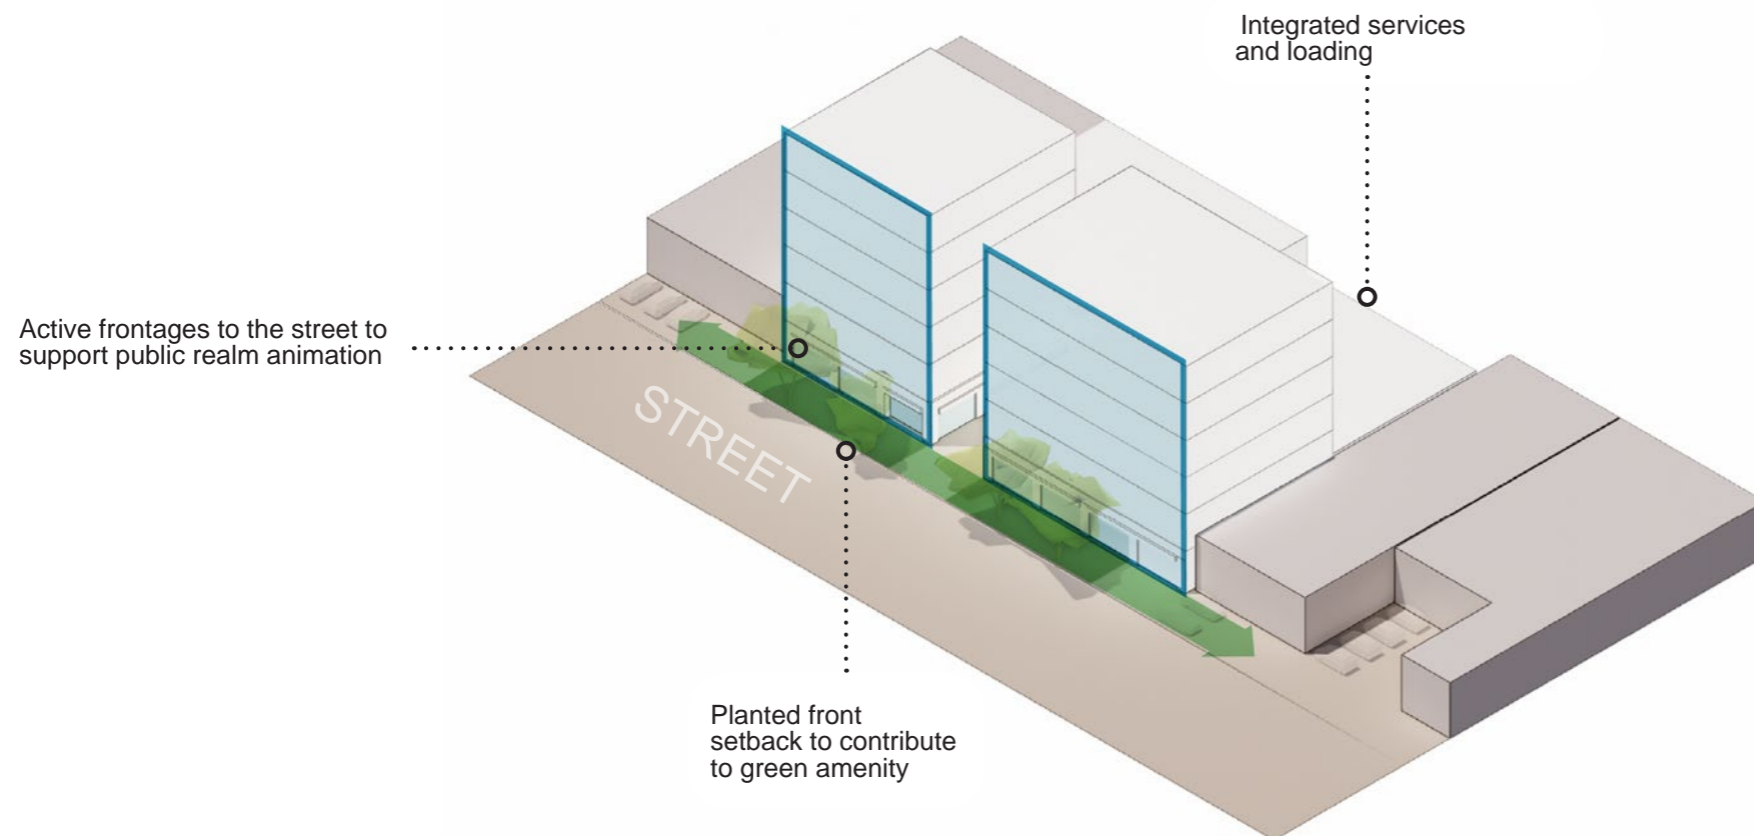 Integrated services
and loading
Active frontages to the street to
support public realm animation
STREET
Planted front
setback to contribute
to green amenity